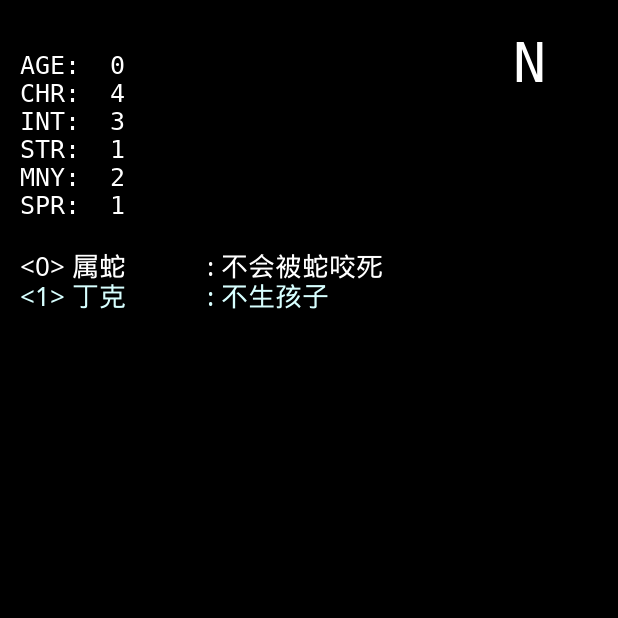 N
AGE: 0
CHR: 4
INT: 3
STR: 1
MNY: 2
SPR: 1
<0> 属蛇 :不会被蛇咬死
<1> 丁克 :不生孩子